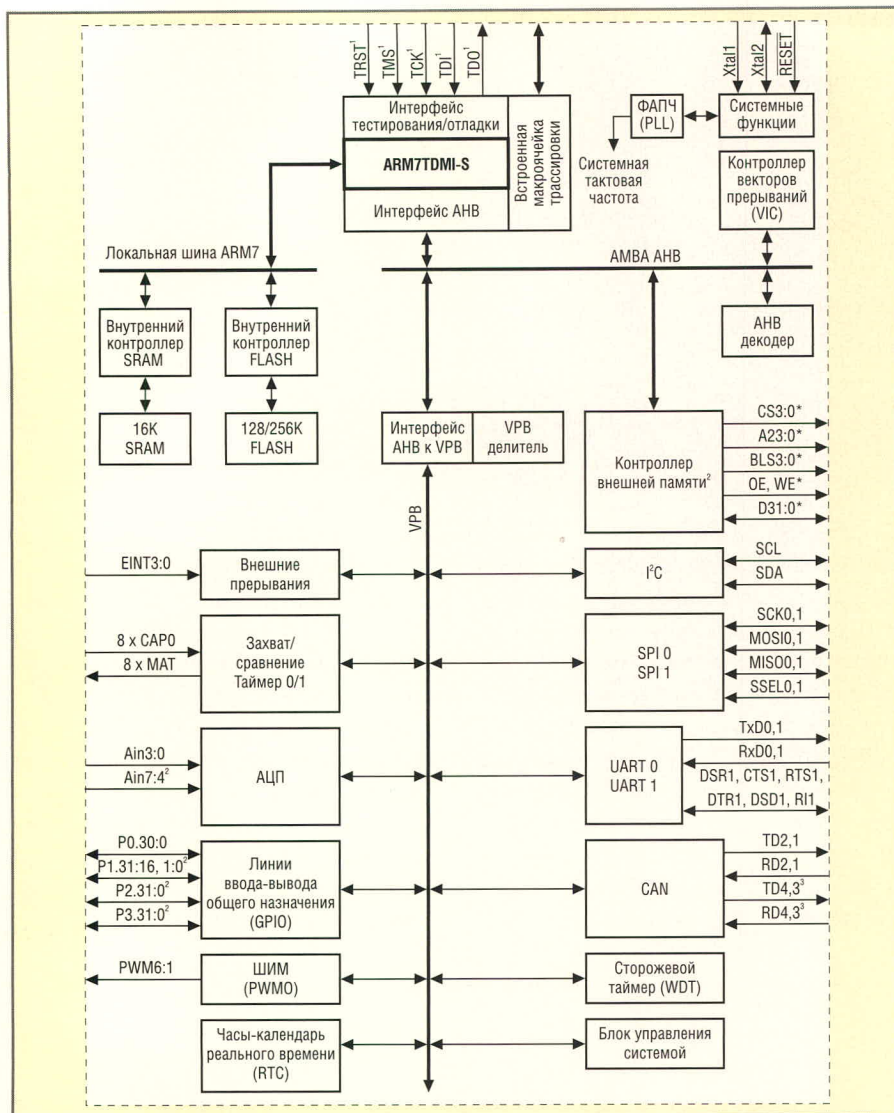 TRST¹
TMS¹
TCK¹
TDI¹
TDO¹
Xtal1
Xtal2
RESET
Интерфейс
тестирования/отладки
ARM7TDMI-S
Интерфейс AHB
Встроенная
макроячейка
трассировки
ФАПЧ
(PLL)
Системные
функции
Системная
тактовая
частота
Контроллер
векторов
прерываний
(VIC)
Локальная шина ARM7
AMBA AHB
Внутренний
контроллер
SRAM
Внутренний
контроллер
FLASH
AHB
декодер
16K
SRAM
128/256K
FLASH
Интерфейс
AHB к VPB
VPB
делитель
Контроллер
внешней памяти²
CS3:0*
A23:0*
BLS3:0*
OE, WE*
D31:0*
VPB
EINT3:0
Внешние
прерывания
I²C
SCL
SDA
8 x CAP0
8 x MAT
Захват/
сравнение
Таймер 0/1
SPI 0
SPI 1
SCK0,1
MOSI0,1
MISO0,1
SSEL0,1
Ain3:0
Ain7:4²
АЦП
UART 0
UART 1
TxD0,1
RxD0,1
DSR1, CTS1, RTS1,
DTR1, DSD1, RI1
P0.30:0
P1.31:16, 1:0²
P2.31:0²
P3.31:0²
Линии
ввода-вывода
общего назначения
(GPIO)
CAN
TD2,1
RD2,1
TD4,3³
RD4,3³
PWM6:1
ШИМ
(PWMO)
Сторожевой
таймер (WDT)
Часы-календарь
реального времени
(RTC)
Блок управления
системой